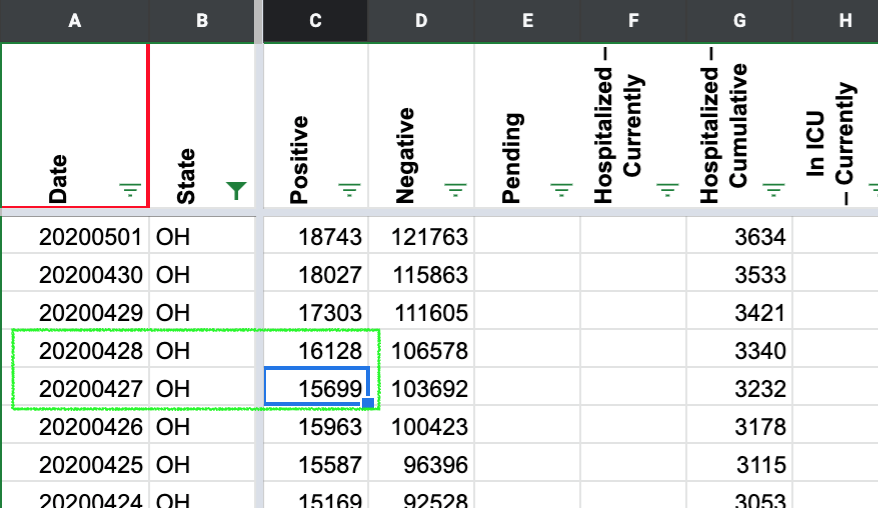 A B C D E F G H
Date State Positive Negative Pending Hospitalized – Currently Hospitalized – Cumulative In ICU – Currently
20200501 OH 18743 121763 3634
20200430 OH 18027 115863 3533
20200429 OH 17303 111605 3421
20200428 OH 16128 106578 3340
20200427 OH 15699 103692 3232
20200426 OH 15963 100423 3178
20200425 OH 15587 96396 3115
20200424 OH 15169 92528 3053